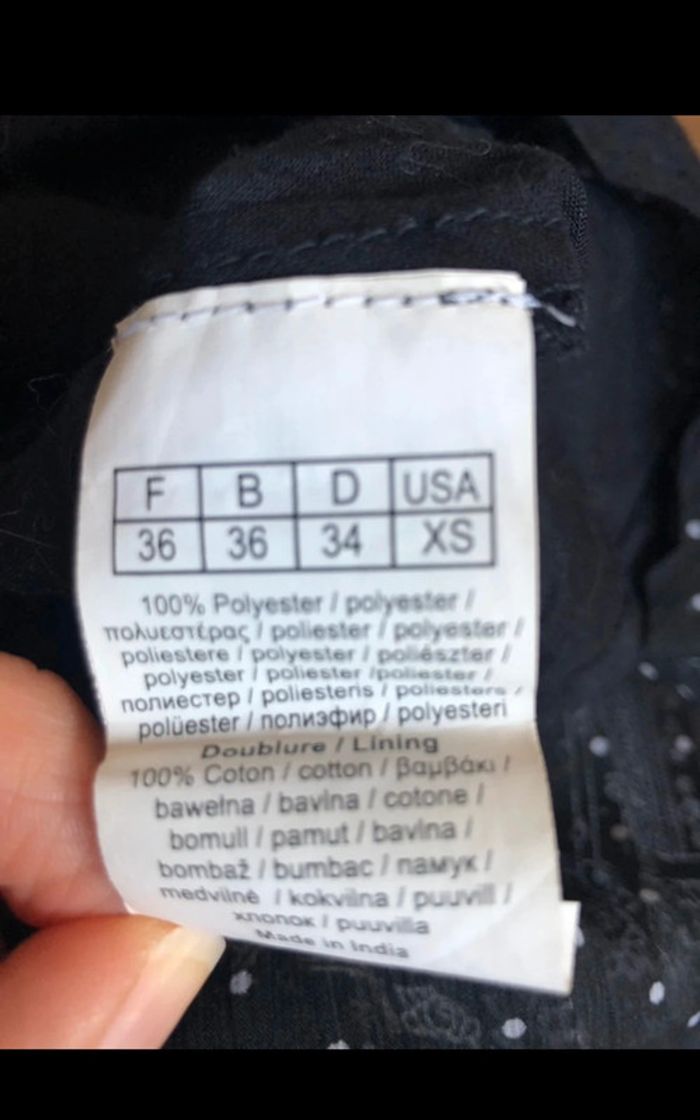 F B D USA
36 36 34 XS
100% Polyester / polyester /
πολυεστέρας / poliester / polyester /
poliestere / polyester / poliészter /
polyester / poliester /poliester /
полиестер / poliesteris / poliesters /
polüester / полиэфир / polyesteri
Doublure / Lining
100% Coton / cotton / βαμβάκι /
bawełna / bavlna / cotone /
bomull / pamut / bavlna /
bombaž / bumbac / памук /
medvilnė / kokvilna / puuvill /
хлопок / puuvilla
Made in India